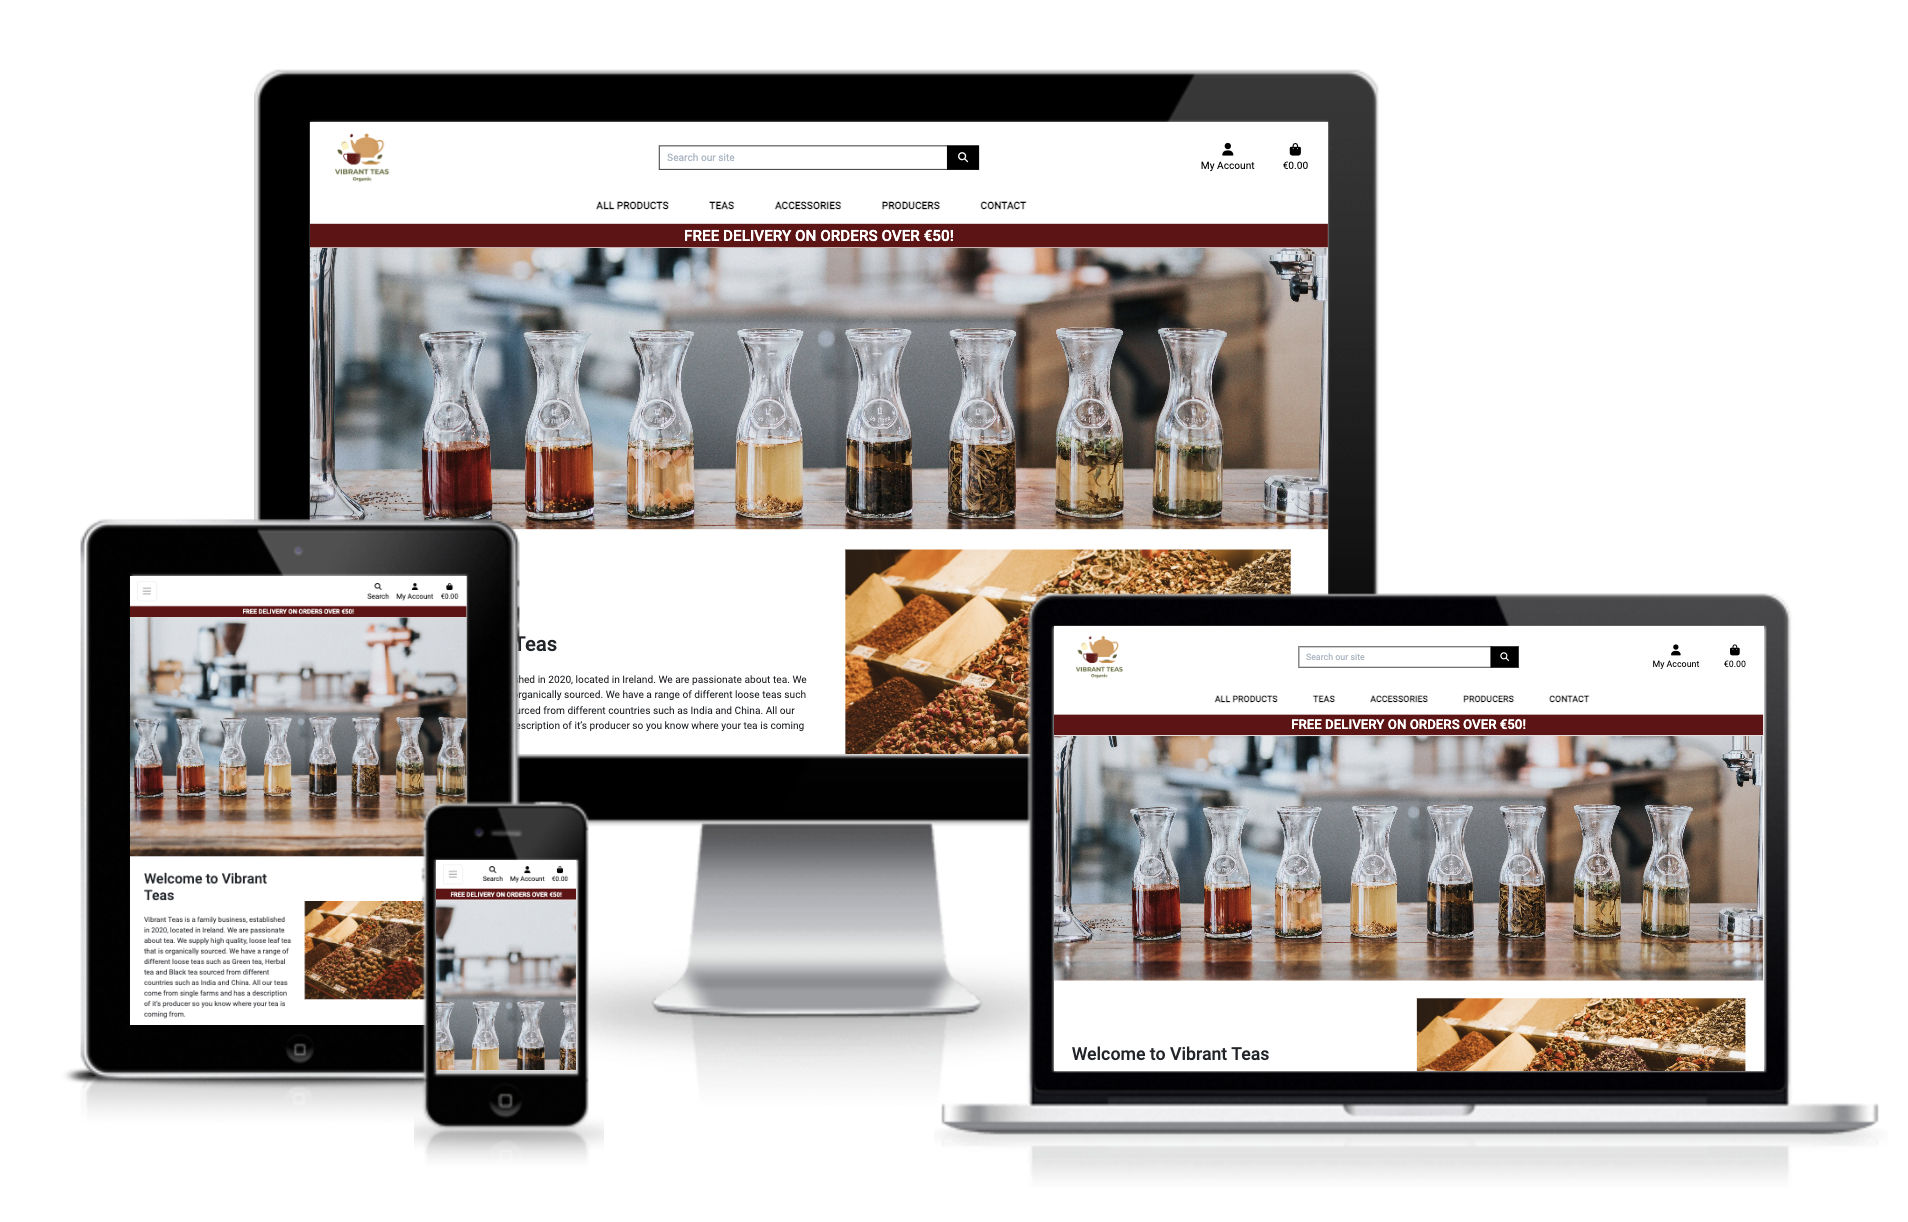 VIBRANT TEAS
Organic
Search our site
My Account
€0.00
ALL PRODUCTS TEAS ACCESSORIES PRODUCERS CONTACT
FREE DELIVERY ON ORDERS OVER €50!
Teas
hed in 2020, located in Ireland. We are passionate about tea. We
rganically sourced. We have a range of different loose teas such
urced from different countries such as India and China. All our
escription of it's producer so you know where your tea is coming
Search My Account €0.00
FREE DELIVERY ON ORDERS OVER €50!
Welcome to Vibrant
Teas
Vibrant Teas is a family business, established
in 2020, located in Ireland. We are passionate
about tea. We supply high quality, loose leaf tea
that is organically sourced. We have a range of
different loose teas such as Green tea, Herbal
tea and Black tea sourced from different
countries such as India and China. All our teas
come from single farms and has a description
of it's producer so you know where your tea is
coming from.
Search My Account €0.00
FREE DELIVERY ON ORDERS OVER €50!
VIBRANT TEAS
Organic
Search our site
My Account
€0.00
ALL PRODUCTS TEAS ACCESSORIES PRODUCERS CONTACT
FREE DELIVERY ON ORDERS OVER €50!
Welcome to Vibrant Teas